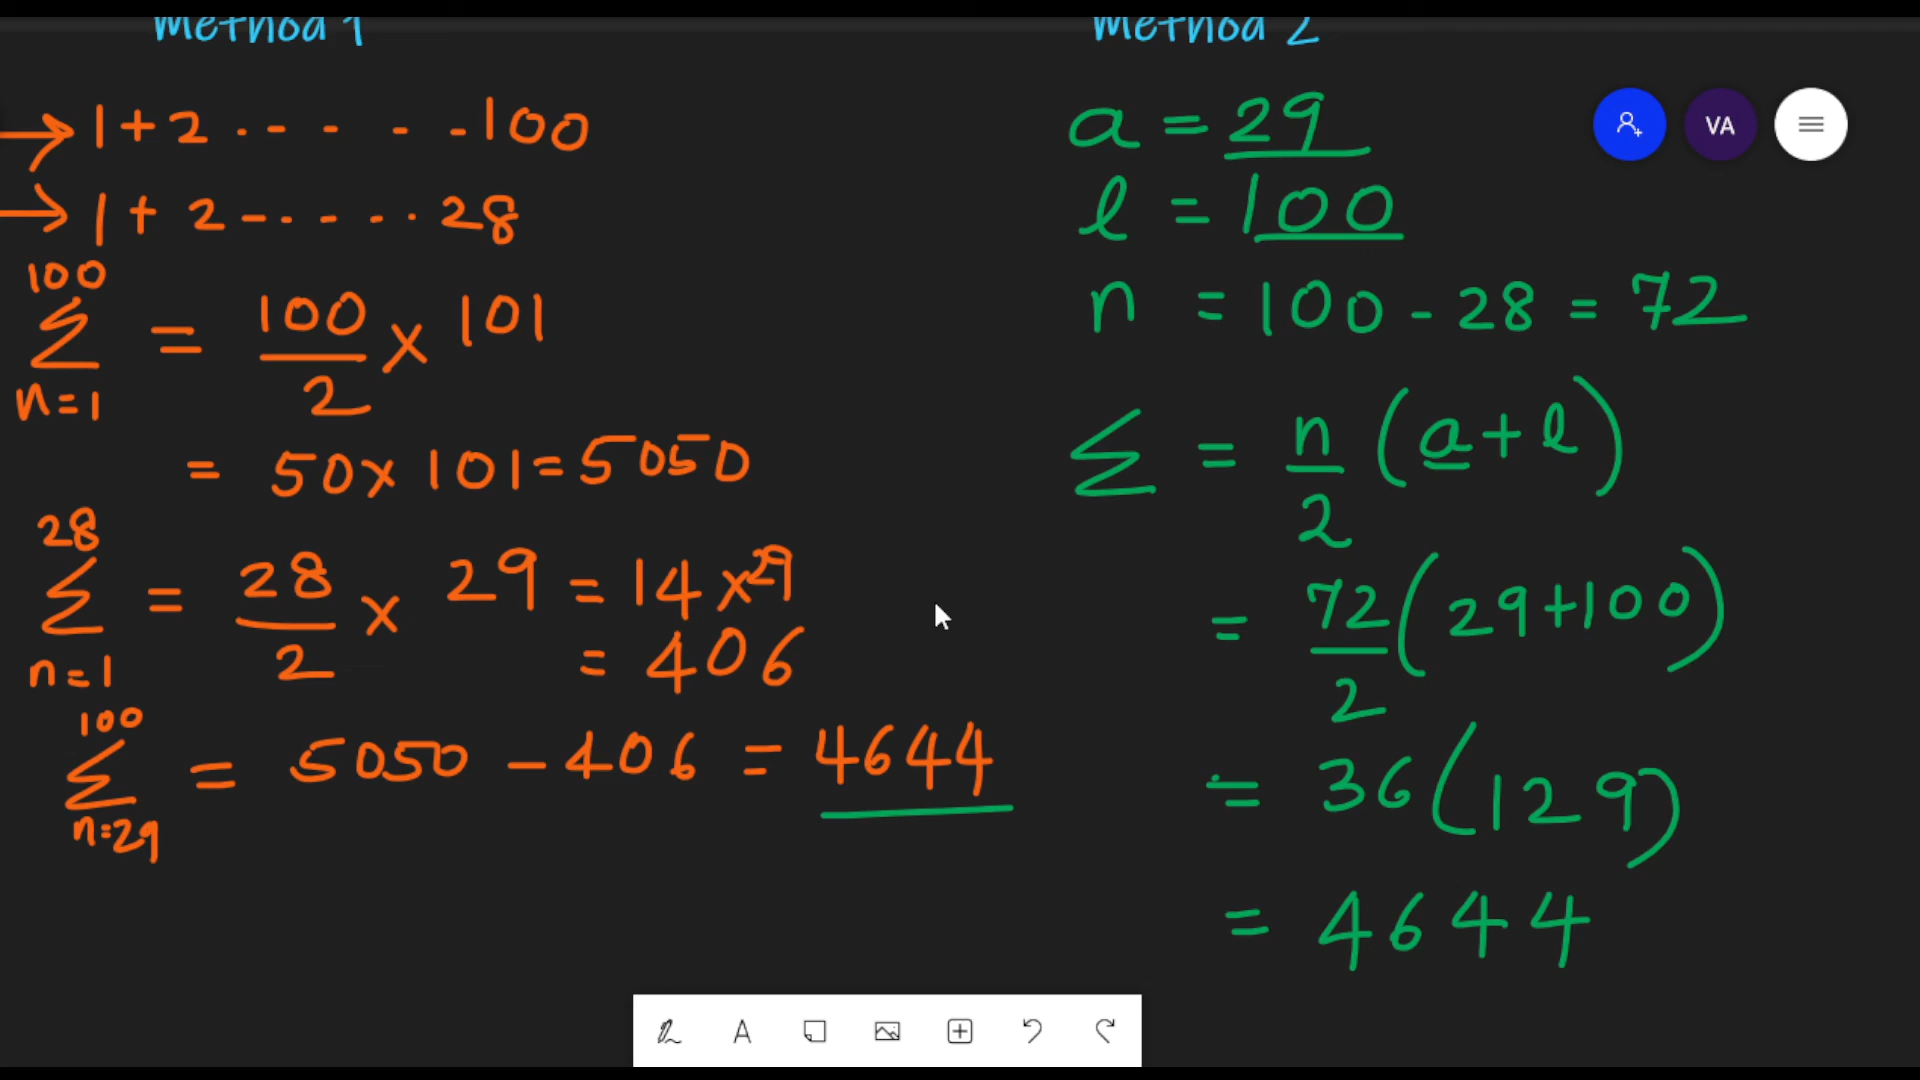 Method 1
→ 1 + 2 . - - - - 100
→ 1 + 2 - . . . . 28
100
∑ = 100/2 × 101
n=1
= 50 × 101 = 5050
28
∑ = 28/2 × 29 = 14 × 29
n=1
= 406
100
∑ = 5050 - 406 = 4644
n=29
Method 2
a = 29
l = 100
n = 100 - 28 = 72
∑ = n/2 (a + l)
= 72/2 (29+100)
= 36 (129)
= 4644
VA
A